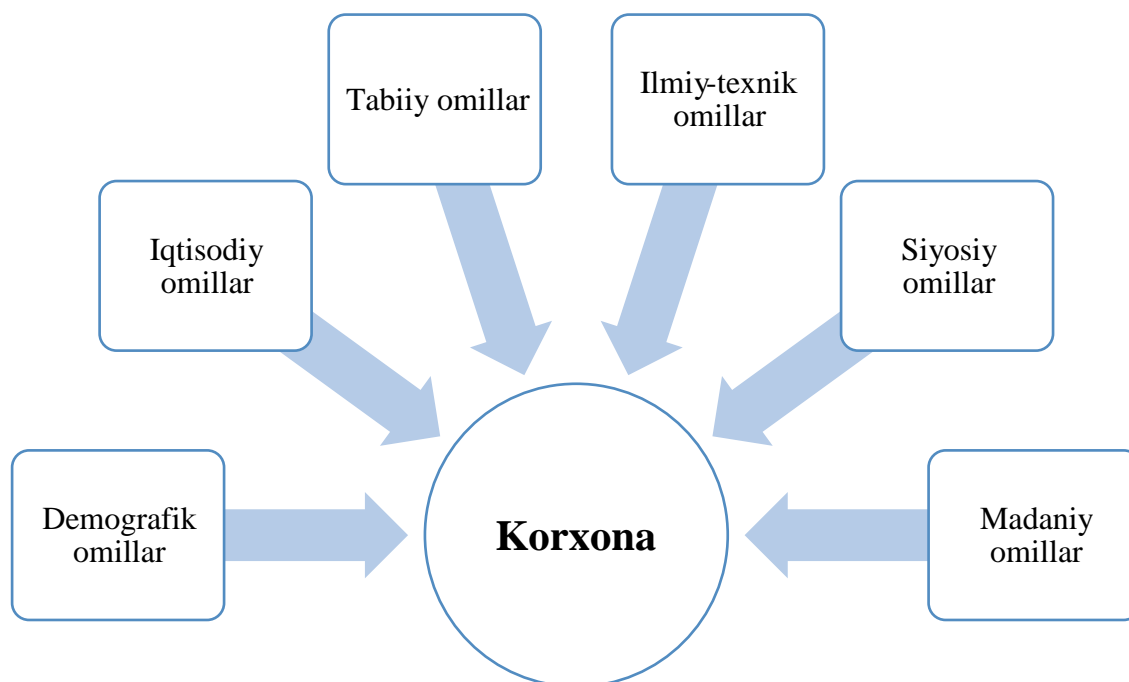 Tabiiy omillar
Ilmiy-texnik
omillar
Iqtisodiy
omillar
Siyosiy
omillar
Demografik
omillar
Korxona
Madaniy
omillar